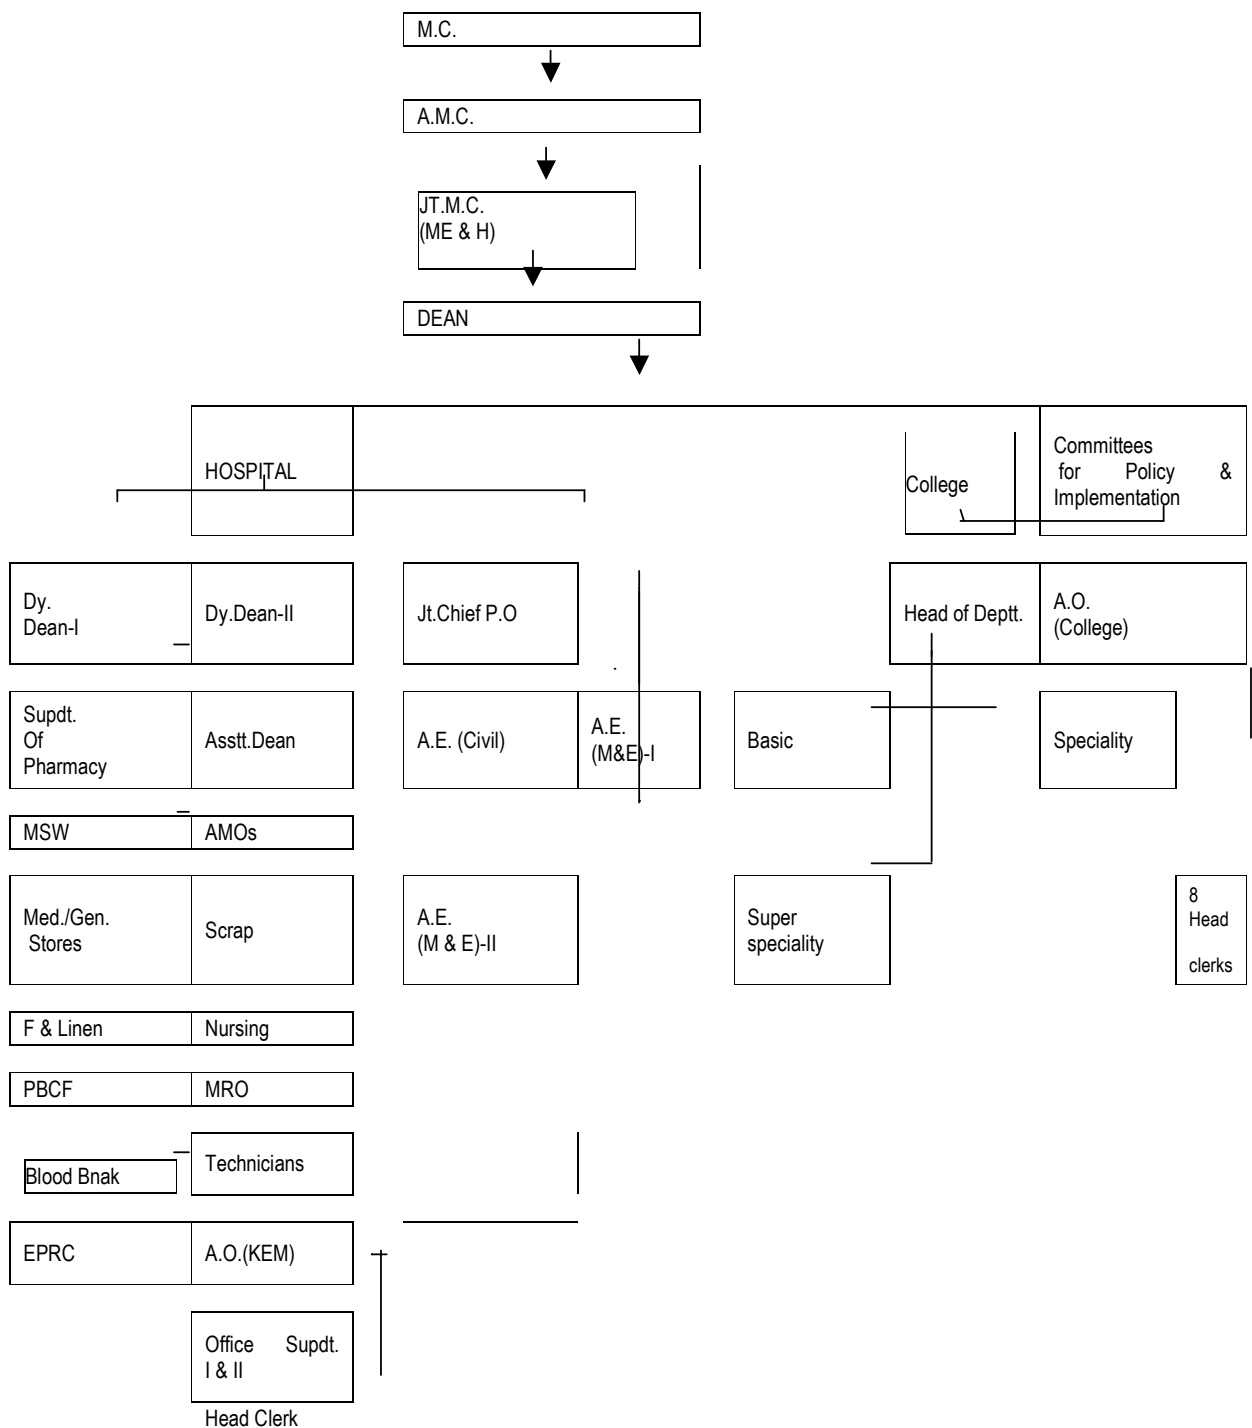 M.C.
A.M.C.
JT.M.C.
(ME & H)
DEAN
HOSPITAL
College
Committees
for Policy &
Implementation
Dy.
Dean-I
Dy.Dean-II
Jt.Chief P.O
Head of Deptt.
A.O.
(College)
Supdt.
Of
Pharmacy
Asstt.Dean
A.E. (Civil)
A.E.
(M&E)-I
Basic
Speciality
MSW
AMOs
Med./Gen.
Stores
Scrap
A.E.
(M & E)-II
Super
speciality
8
Head
clerks
F & Linen
Nursing
PBCF
MRO
Blood Bnak
Technicians
EPRC
A.O.(KEM)
Office Supdt.
I & II
Head Clerk